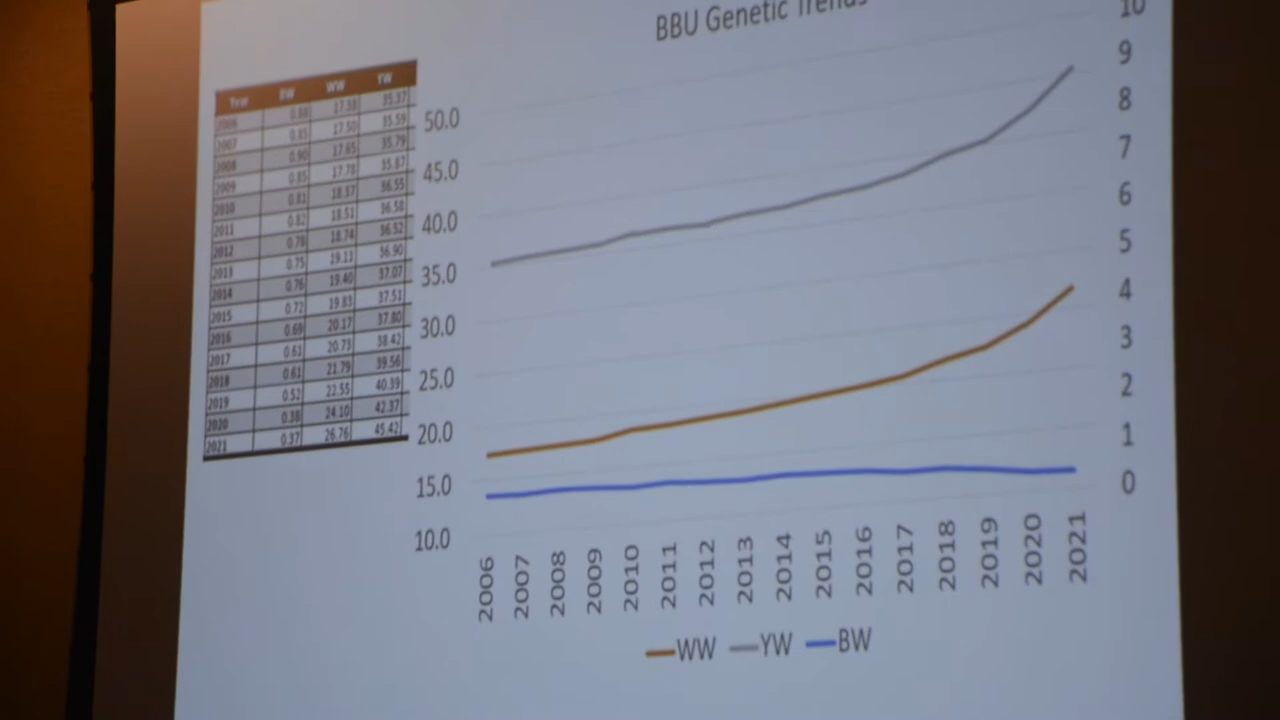 BBU Genetic Trends
Year BW WW YW
2006 0.88 17.38 35.37
2007 0.85 17.50 35.59
2008 0.90 17.65 35.79
2009 0.85 17.78 35.87
2010 0.81 18.37 36.55
2011 0.82 18.51 36.58
2012 0.78 18.74 36.52
2013 0.75 19.11 36.90
2014 0.76 19.40 37.07
2015 0.72 19.83 37.51
2016 0.69 20.17 37.80
2017 0.61 20.73 38.42
2018 0.61 21.79 39.56
2019 0.52 22.55 40.39
2020 0.38 24.10 42.37
2021 0.37 26.76 45.42
50.0
45.0
40.0
35.0
30.0
25.0
20.0
15.0
10.0
10
9
8
7
6
5
4
3
2
1
0
2006 2007 2008 2009 2010 2011 2012 2013 2014 2015 2016 2017 2018 2019 2020 2021
WW YW BW